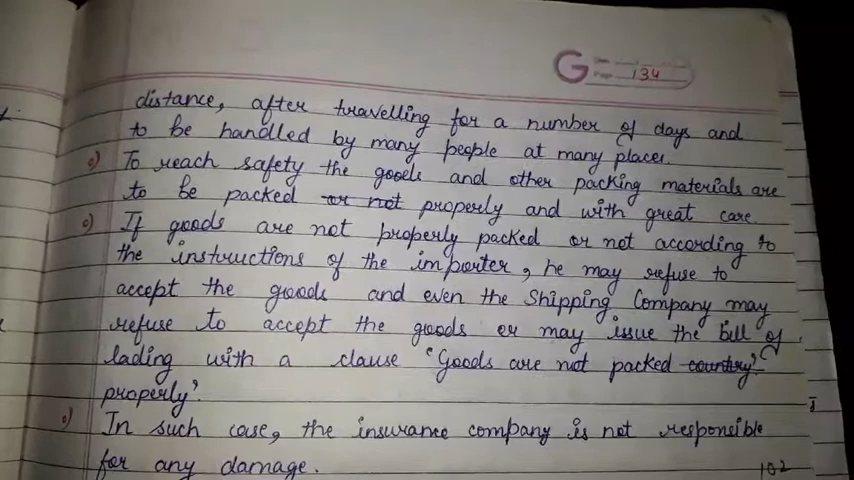 G
134
distance, after travelling for a number of days and
to be handled by many people at many places.
To reach safety the goods and other packing materials are
to be packed or not properly and with great care.
If goods are not properly packed or not according to
the instructions of the importer, he may refuse to
accept the goods and even the Shipping Company may
refuse to accept the goods or may issue the bill of
lading with a clause 'Goods are not packed country'
properly'.
In such case, the insurance company is not responsible
for any damage.
102